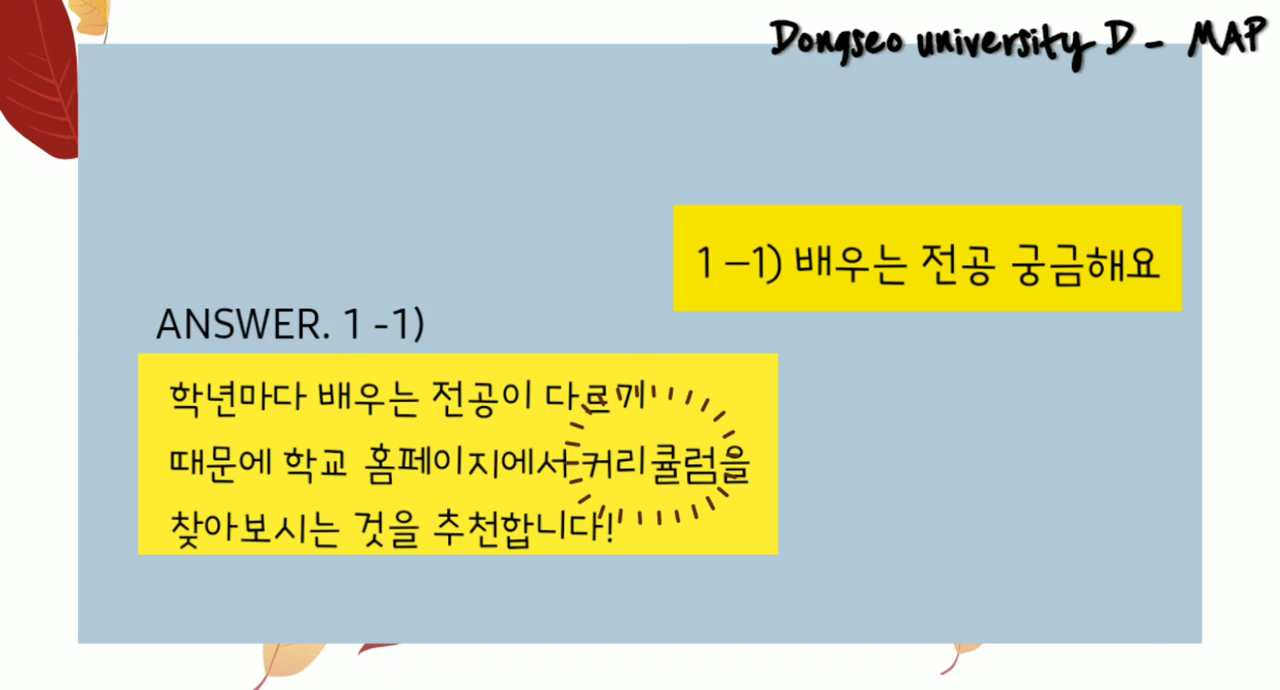 Dongseo university D - MAP
1-1) 배우는 전공 궁금해요
ANSWER. 1-1)
학년마다 배우는 전공이 다르기
때문에 학교 홈페이지에서 커리큘럼을
찾아보시는 것을 추천합니다!